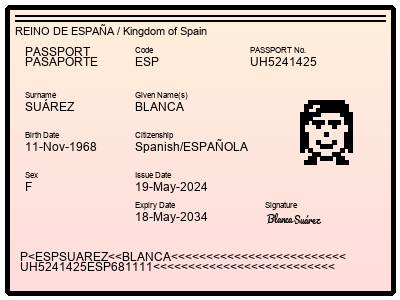 REINO DE ESPAÑA / Kingdom of Spain
PASSPORT
PASAPORTE
Code
ESP
PASSPORT No.
UH5241425
Surname
SUÁREZ
Given Name(s)
BLANCA
Birth Date
11-Nov-1968
Citizenship
Spanish/ESPAÑOLA
Sex
F
Issue Date
19-May-2024
Expiry Date
18-May-2034
Signature
Blanca Suárez
P<ESPSUAREZ<<BLANCA<<<<<<<<<<<<<<<<<<<<<<<<<
UH5241425ESP681111<<<<<<<<<<<<<<<<<<<<<<<<<<